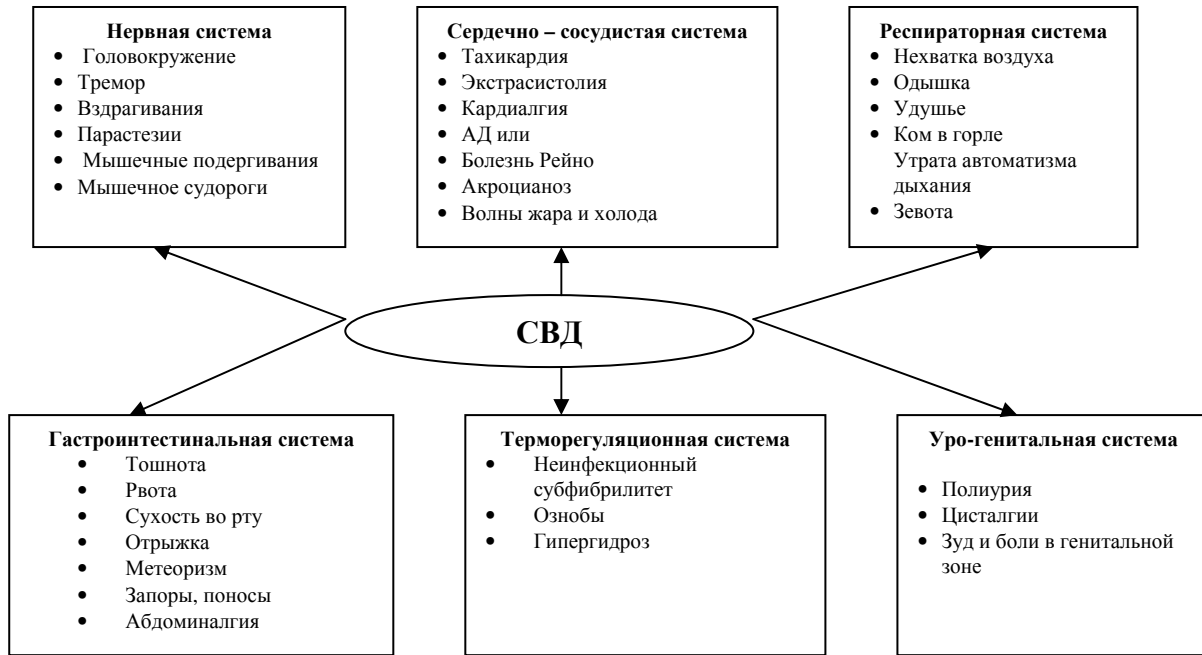 Нервная система
• Головокружение
• Тремор
• Вздрагивания
• Парастезии
• Мышечные подергивания
• Мышечное судороги
Сердечно – сосудистая система
• Тахикардия
• Экстрасистолия
• Кардиалгия
• АД или
• Болезнь Рейно
• Акроцианоз
• Волны жара и холода
Респираторная система
• Нехватка воздуха
• Одышка
• Удушье
• Ком в горле
Утрата автоматизма
дыхания
• Зевота
СВД
Гастроинтестинальная система
• Тошнота
• Рвота
• Сухость во рту
• Отрыжка
• Метеоризм
• Запоры, поносы
• Абдоминалгия
Терморегуляционная система
• Неинфекционный
субфибрилитет
• Ознобы
• Гипергидроз
Уро-генитальная система
• Полиурия
• Цисталгии
• Зуд и боли в генитальной
зоне